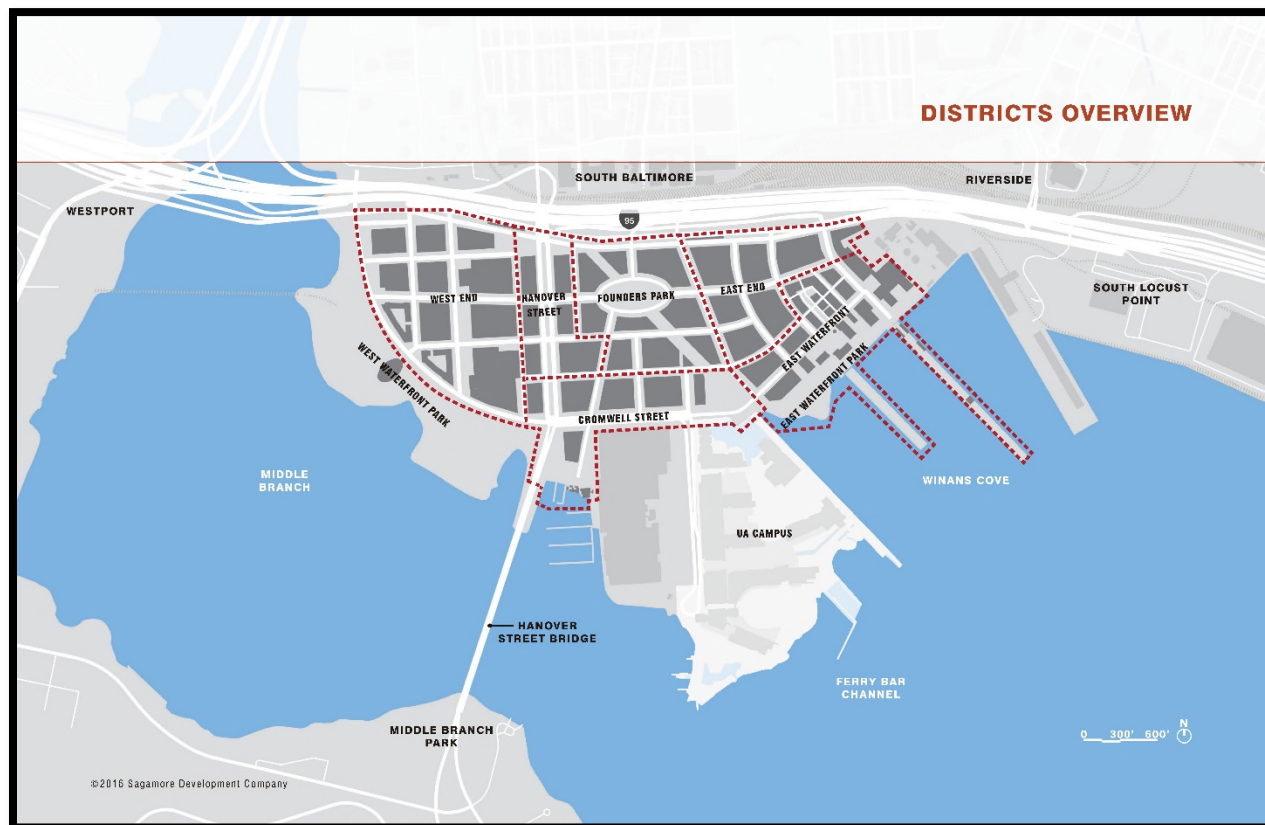 DISTRICTS OVERVIEW
SOUTH BALTIMORE
RIVERSIDE
WESTPORT
95
SOUTH LOCUST
POINT
WEST END
HANOVER
STREET
FOUNDERS PARK
EAST END
EAST WATERFRONT
EAST WATERFRONT PARK
WEST WATERFRONT PARK
CROMWELL STREET
MIDDLE
BRANCH
WINANS COVE
UA CAMPUS
HANOVER
STREET BRIDGE
FERRY BAR
CHANNEL
MIDDLE BRANCH
PARK
N
0 300' 600'
©2016 Sagamore Development Company